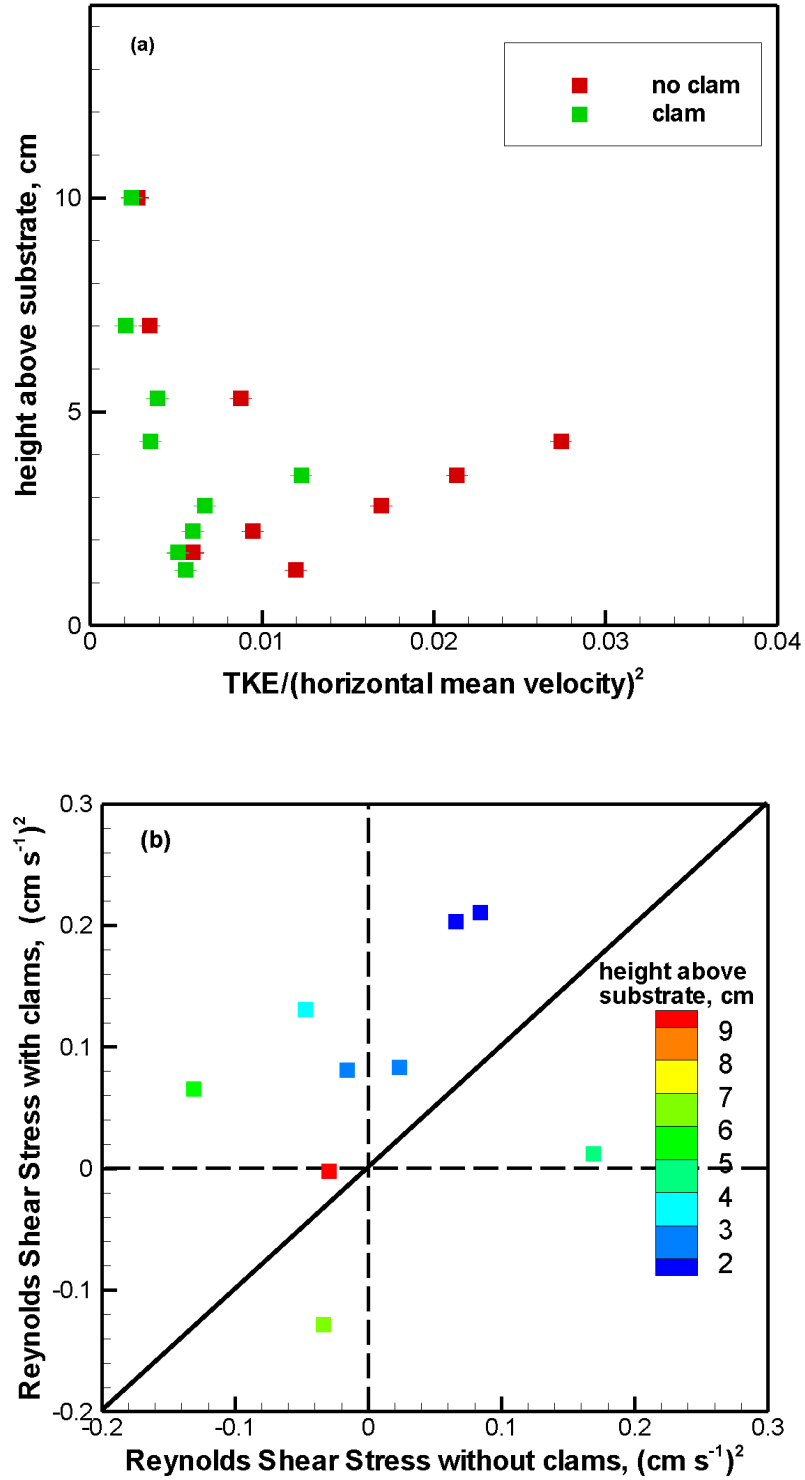 (a)
no clam
clam
height above substrate, cm
10
5
0
0
0.01
0.02
0.03
0.04
TKE/(horizontal mean velocity)²
(b)
Reynolds Shear Stress with clams, (cm s⁻¹)²
0.3
0.2
0.1
0
-0.1
-0.2
height above
substrate, cm
9
8
7
6
5
4
3
2
-0.2
-0.1
0
0.1
0.2
0.3
Reynolds Shear Stress without clams, (cm s⁻¹)²